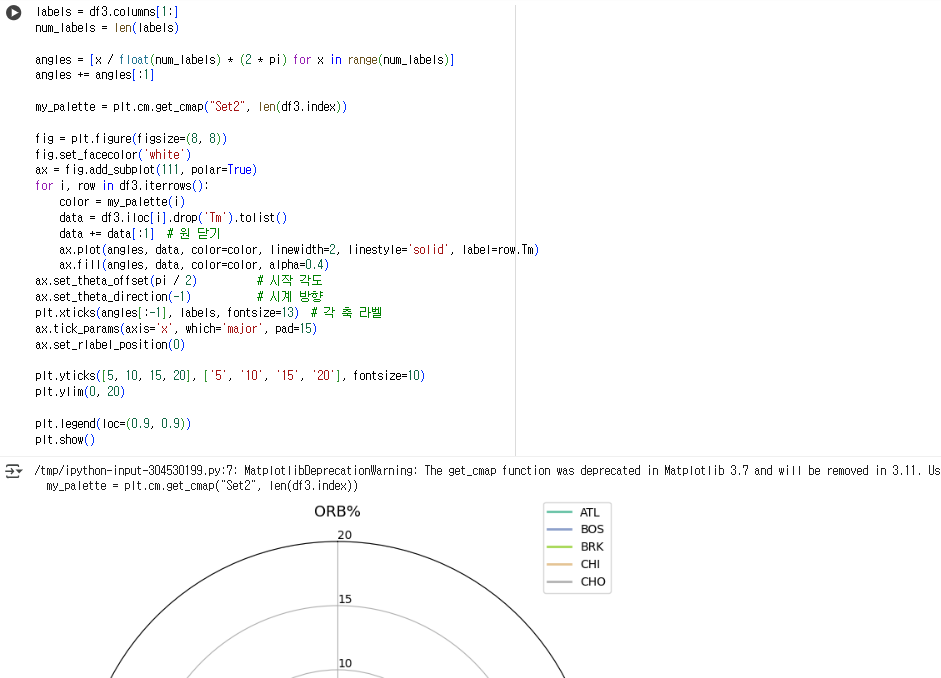 labels = df3.columns[1:]
num_labels = len(labels)
angles = [x / float(num_labels) * (2 * pi) for x in range(num_labels)]
angles += angles[:1]
my_palette = plt.cm.get_cmap("Set2", len(df3.index))
fig = plt.figure(figsize=(8, 8))
fig.set_facecolor('white')
ax = fig.add_subplot(111, polar=True)
for i, row in df3.iterrows():
    color = my_palette(i)
    data = df3.iloc[i].drop('Tm').tolist()
    data += data[:1]  # 원 닫기
    ax.plot(angles, data, color=color, linewidth=2, linestyle='solid', label=row.Tm)
    ax.fill(angles, data, color=color, alpha=0.4)
ax.set_theta_offset(pi / 2)          # 시작 각도
ax.set_theta_direction(-1)           # 시계 방향
plt.xticks(angles[:-1], labels, fontsize=13)  # 각 축 라벨
ax.tick_params(axis='x', which='major', pad=15)
ax.set_rlabel_position(0)
plt.yticks([5, 10, 15, 20], ['5', '10', '15', '20'], fontsize=10)
plt.ylim(0, 20)
plt.legend(loc=(0.9, 0.9))
plt.show()
/tmp/ipython-input-304530199.py:7: MatplotlibDeprecationWarning: The get_cmap function was deprecated in Matplotlib 3.7 and will be removed in 3.11. Us
  my_palette = plt.cm.get_cmap("Set2", len(df3.index))
ORB%
20
15
10
ATL
BOS
BRK
CHI
CHO